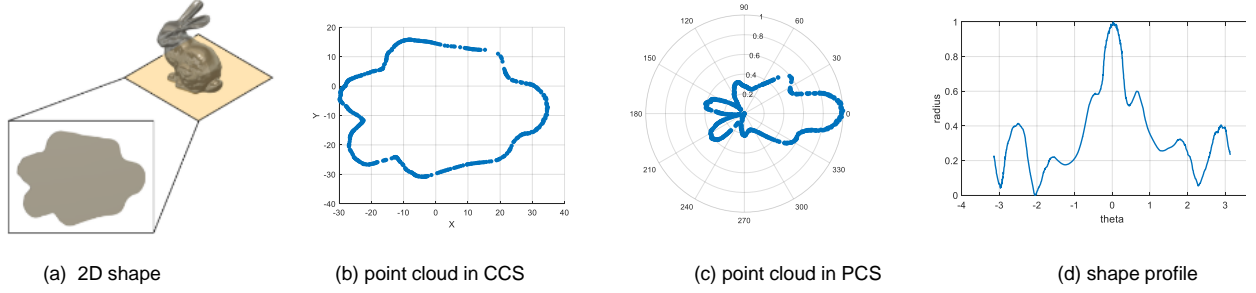 20
10
0
-10
-20
-30
-40
Y
-30 -20 -10 0 10 20 30 40
X
90
120 60
150 30
180 0
210 330
240 300
270
1
0.8
0.6
0.4
0.2
1
0.8
0.6
0.4
0.2
0
radius
-4 -3 -2 -1 0 1 2 3
theta
(a) 2D shape
(b) point cloud in CCS
(c) point cloud in PCS
(d) shape profile